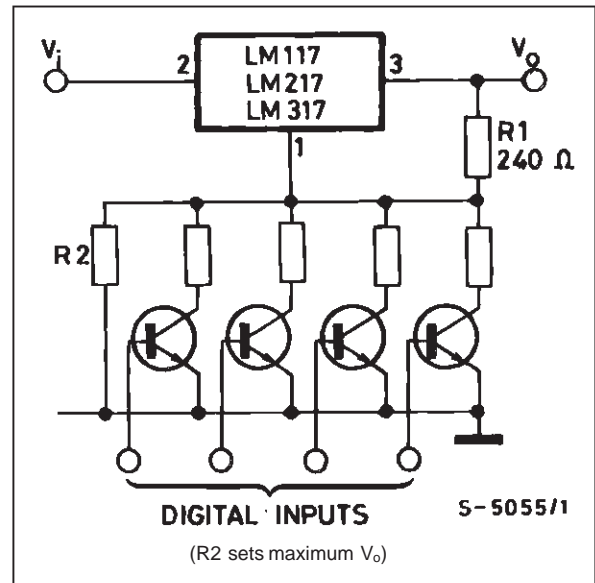 Vi
Vo
2
LM117
LM217
LM317
3
1
R1
240 Ω
R2
DIGITAL INPUTS
S-5055/1
(R2 sets maximum Vo)